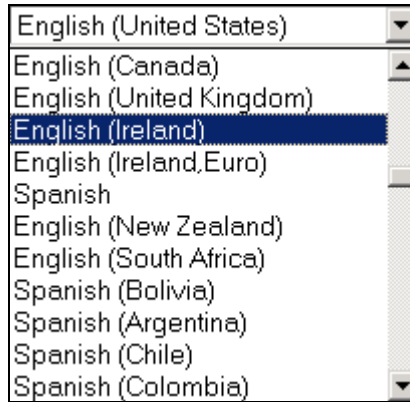 English (United States)
English (Canada)
English (United Kingdom)
English (Ireland)
English (Ireland,Euro)
Spanish
English (New Zealand)
English (South Africa)
Spanish (Bolivia)
Spanish (Argentina)
Spanish (Chile)
Spanish (Colombia)